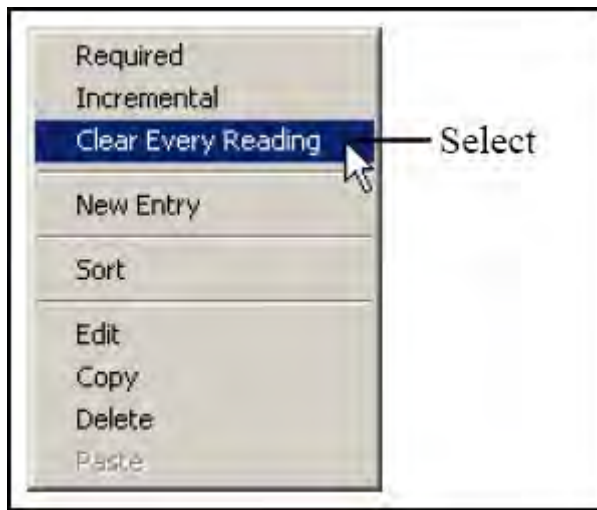 Required
Incremental
Clear Every Reading
Select
New Entry
Sort
Edit
Copy
Delete
Paste